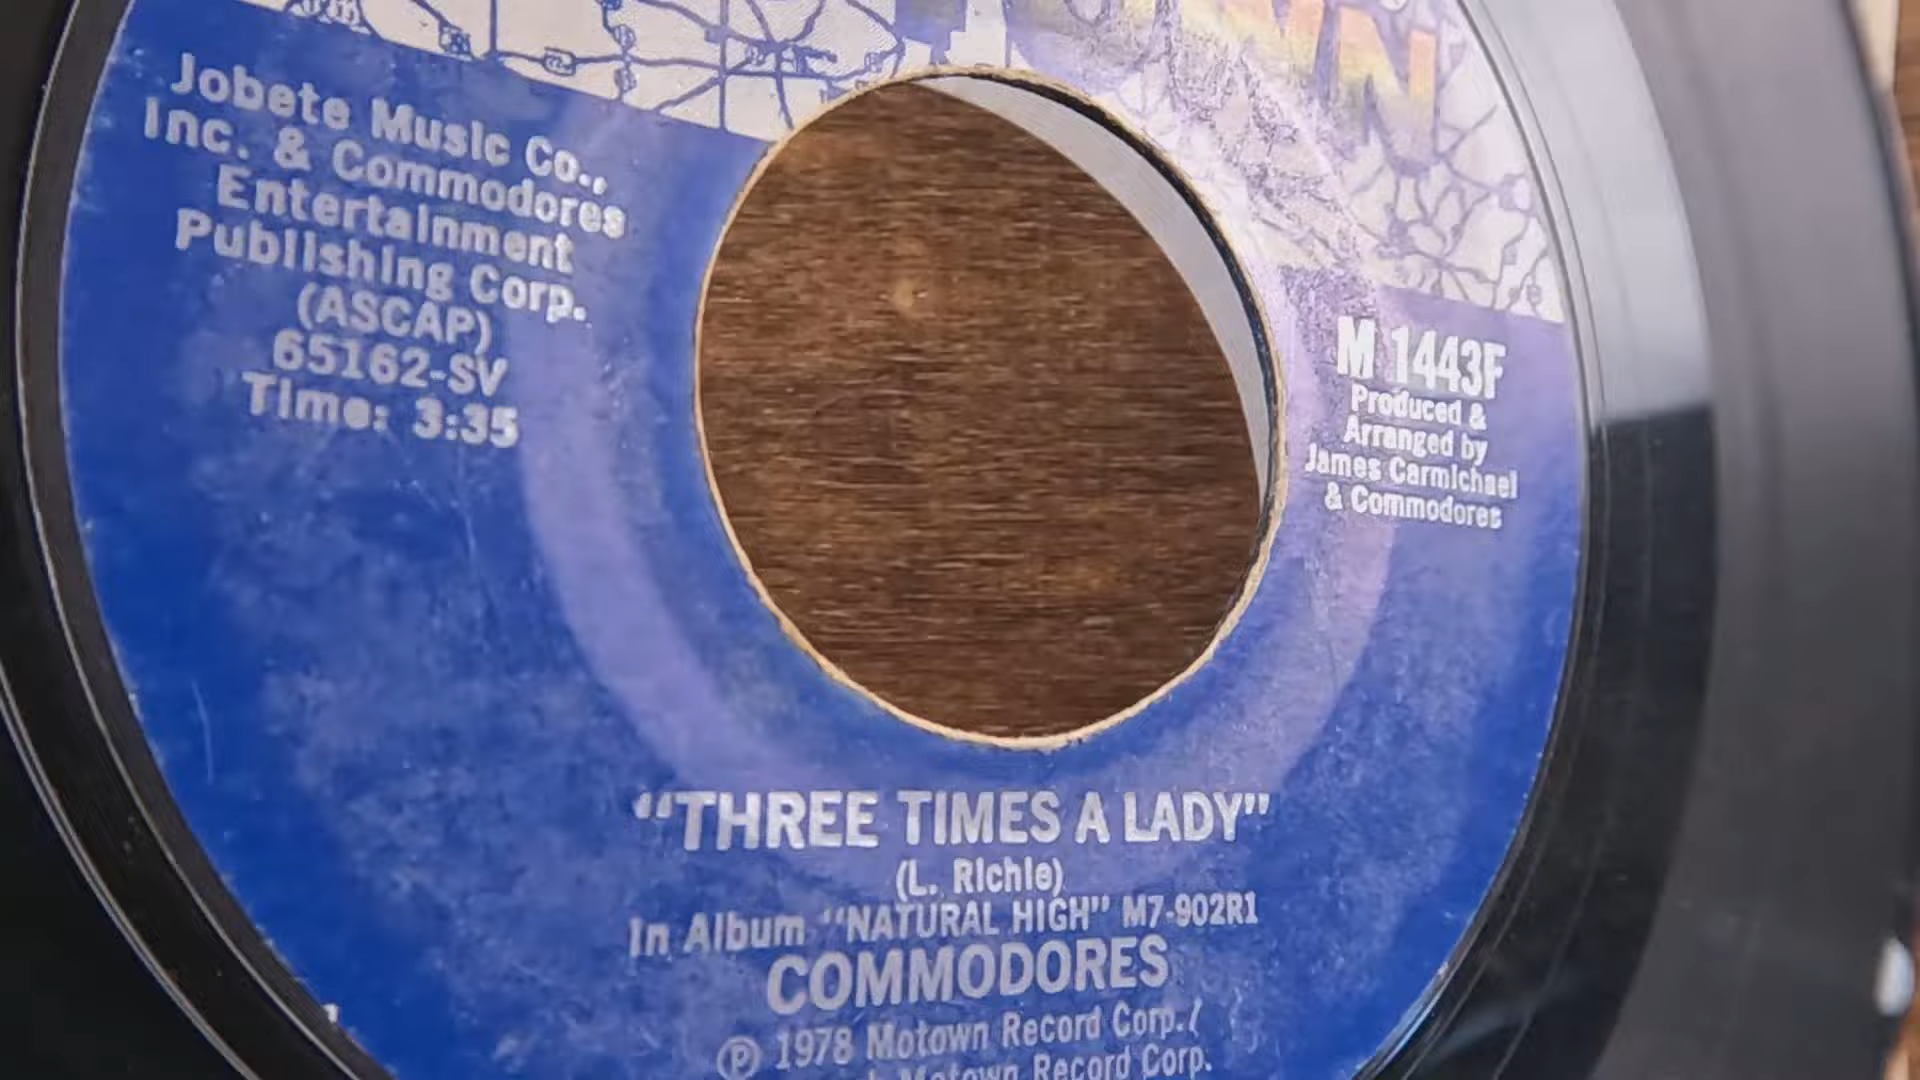 Jobete Music Co.,
Inc. & Commodores
Entertainment
Publishing Corp.
(ASCAP)
65162-SV
Time: 3:35
M 1443F
Produced &
Arranged by
James Carmichael
& Commodores
“THREE TIMES A LADY”
(L. Richie)
In Album “NATURAL HIGH” M7-902R1
COMMODORES
Ⓟ 1978 Motown Record Corp./
Motown Record Corp.